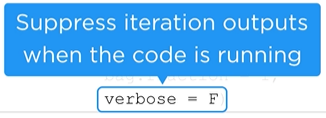 Suppress iteration outputs
when the code is running
verbose = F